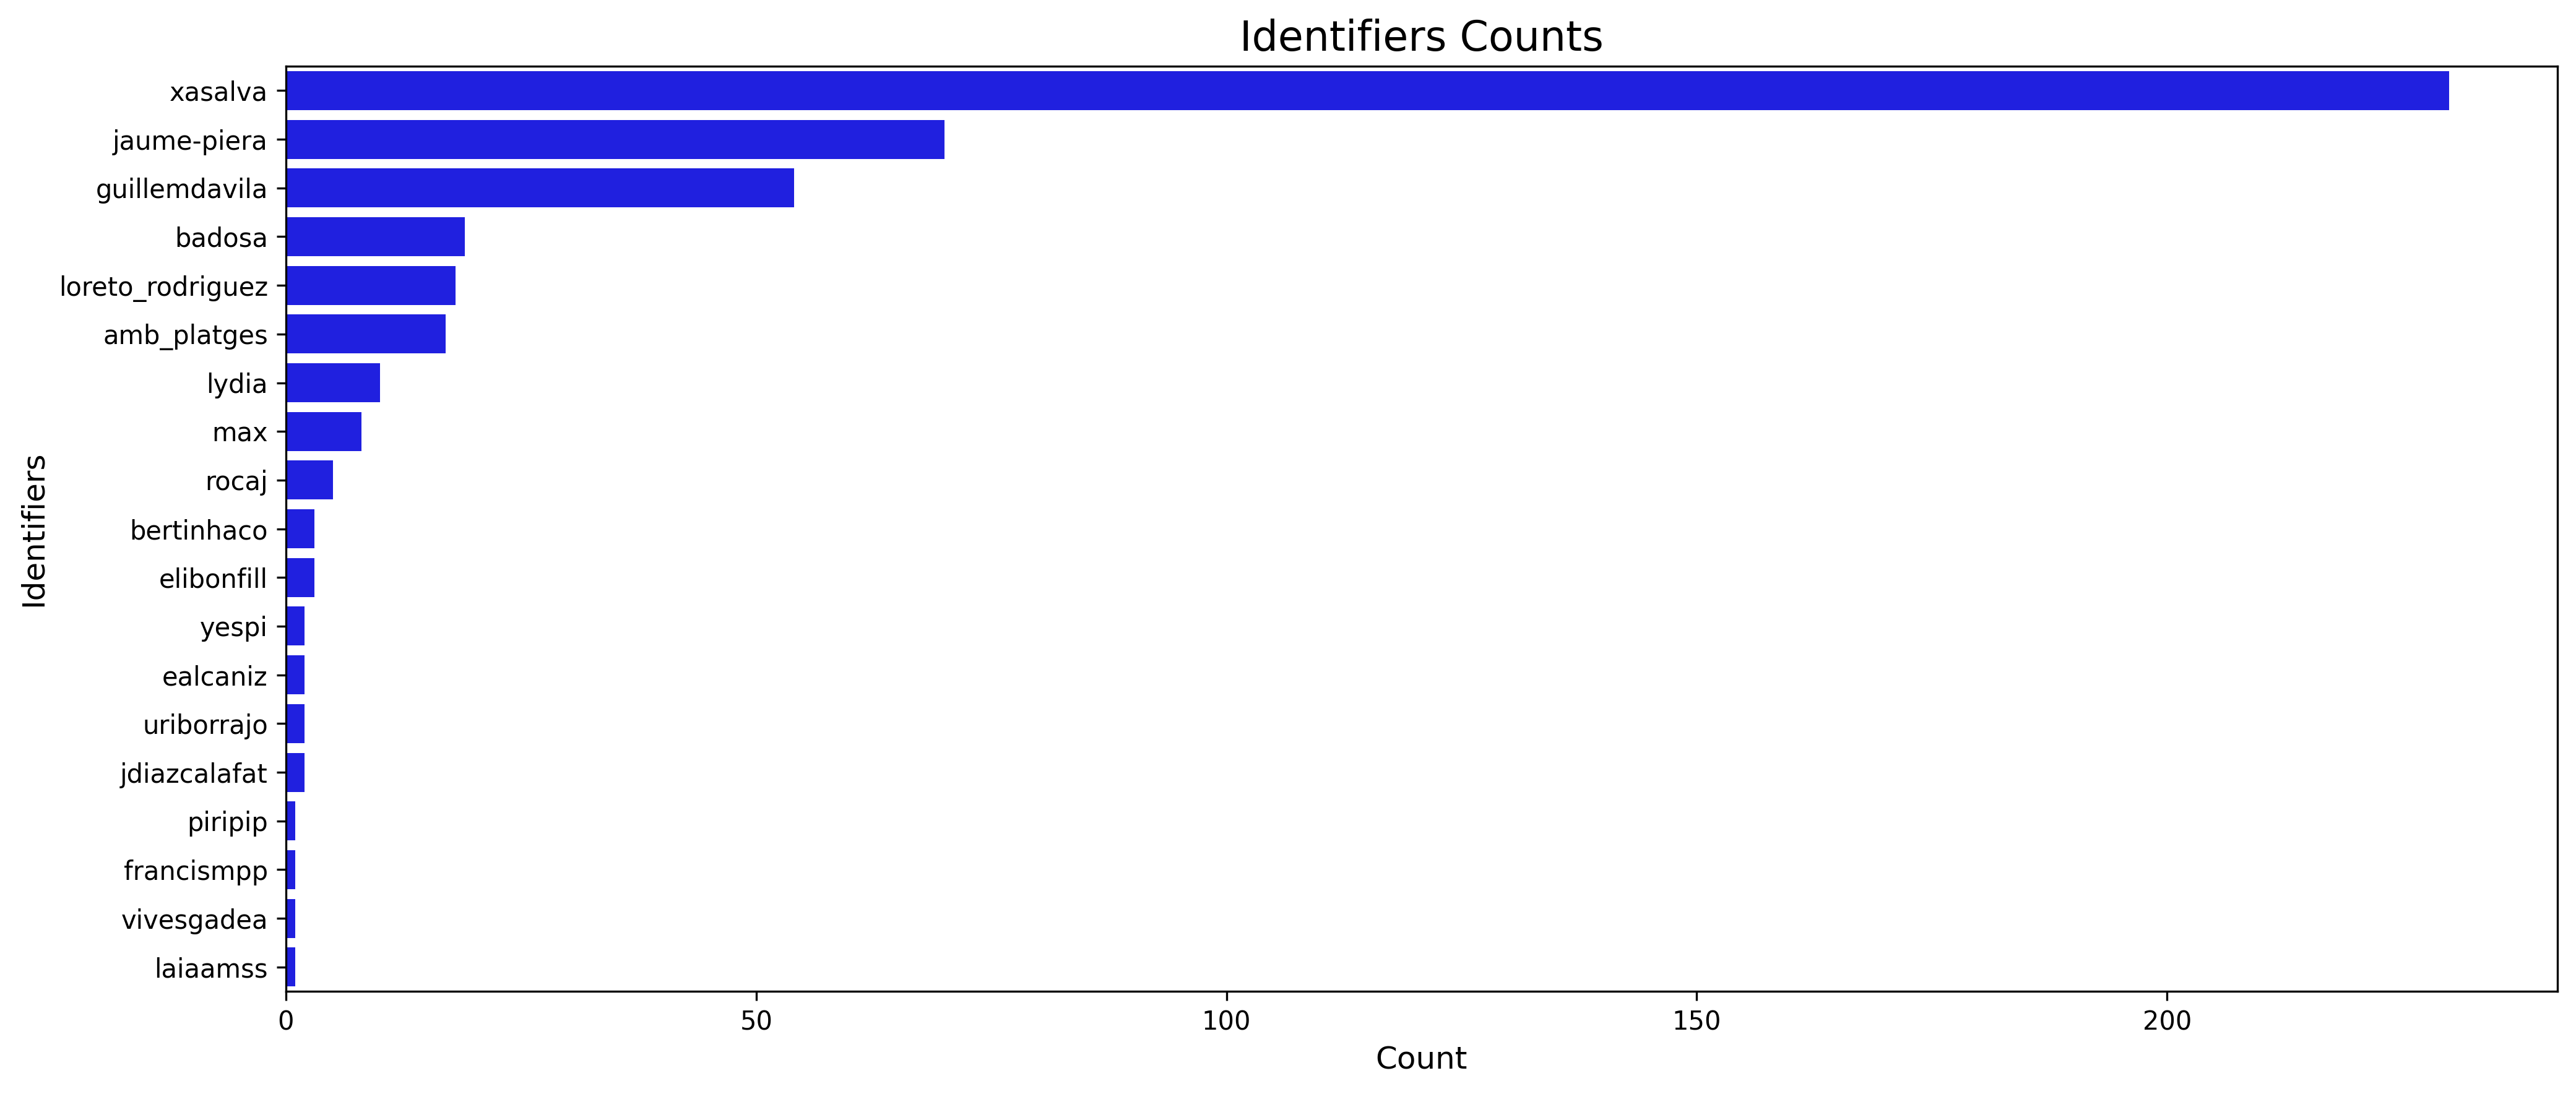 Identifiers Counts
xasalva
jaume-piera
guillemdavila
badosa
loreto_rodriguez
amb_platges
lydia
max
rocaj
bertinhaco
elibonfill
yespi
ealcaniz
uriborrajo
jdiazcalafat
piripip
francismpp
vivesgadea
laiaamss
Identifiers
0 50 100 150 200
Count